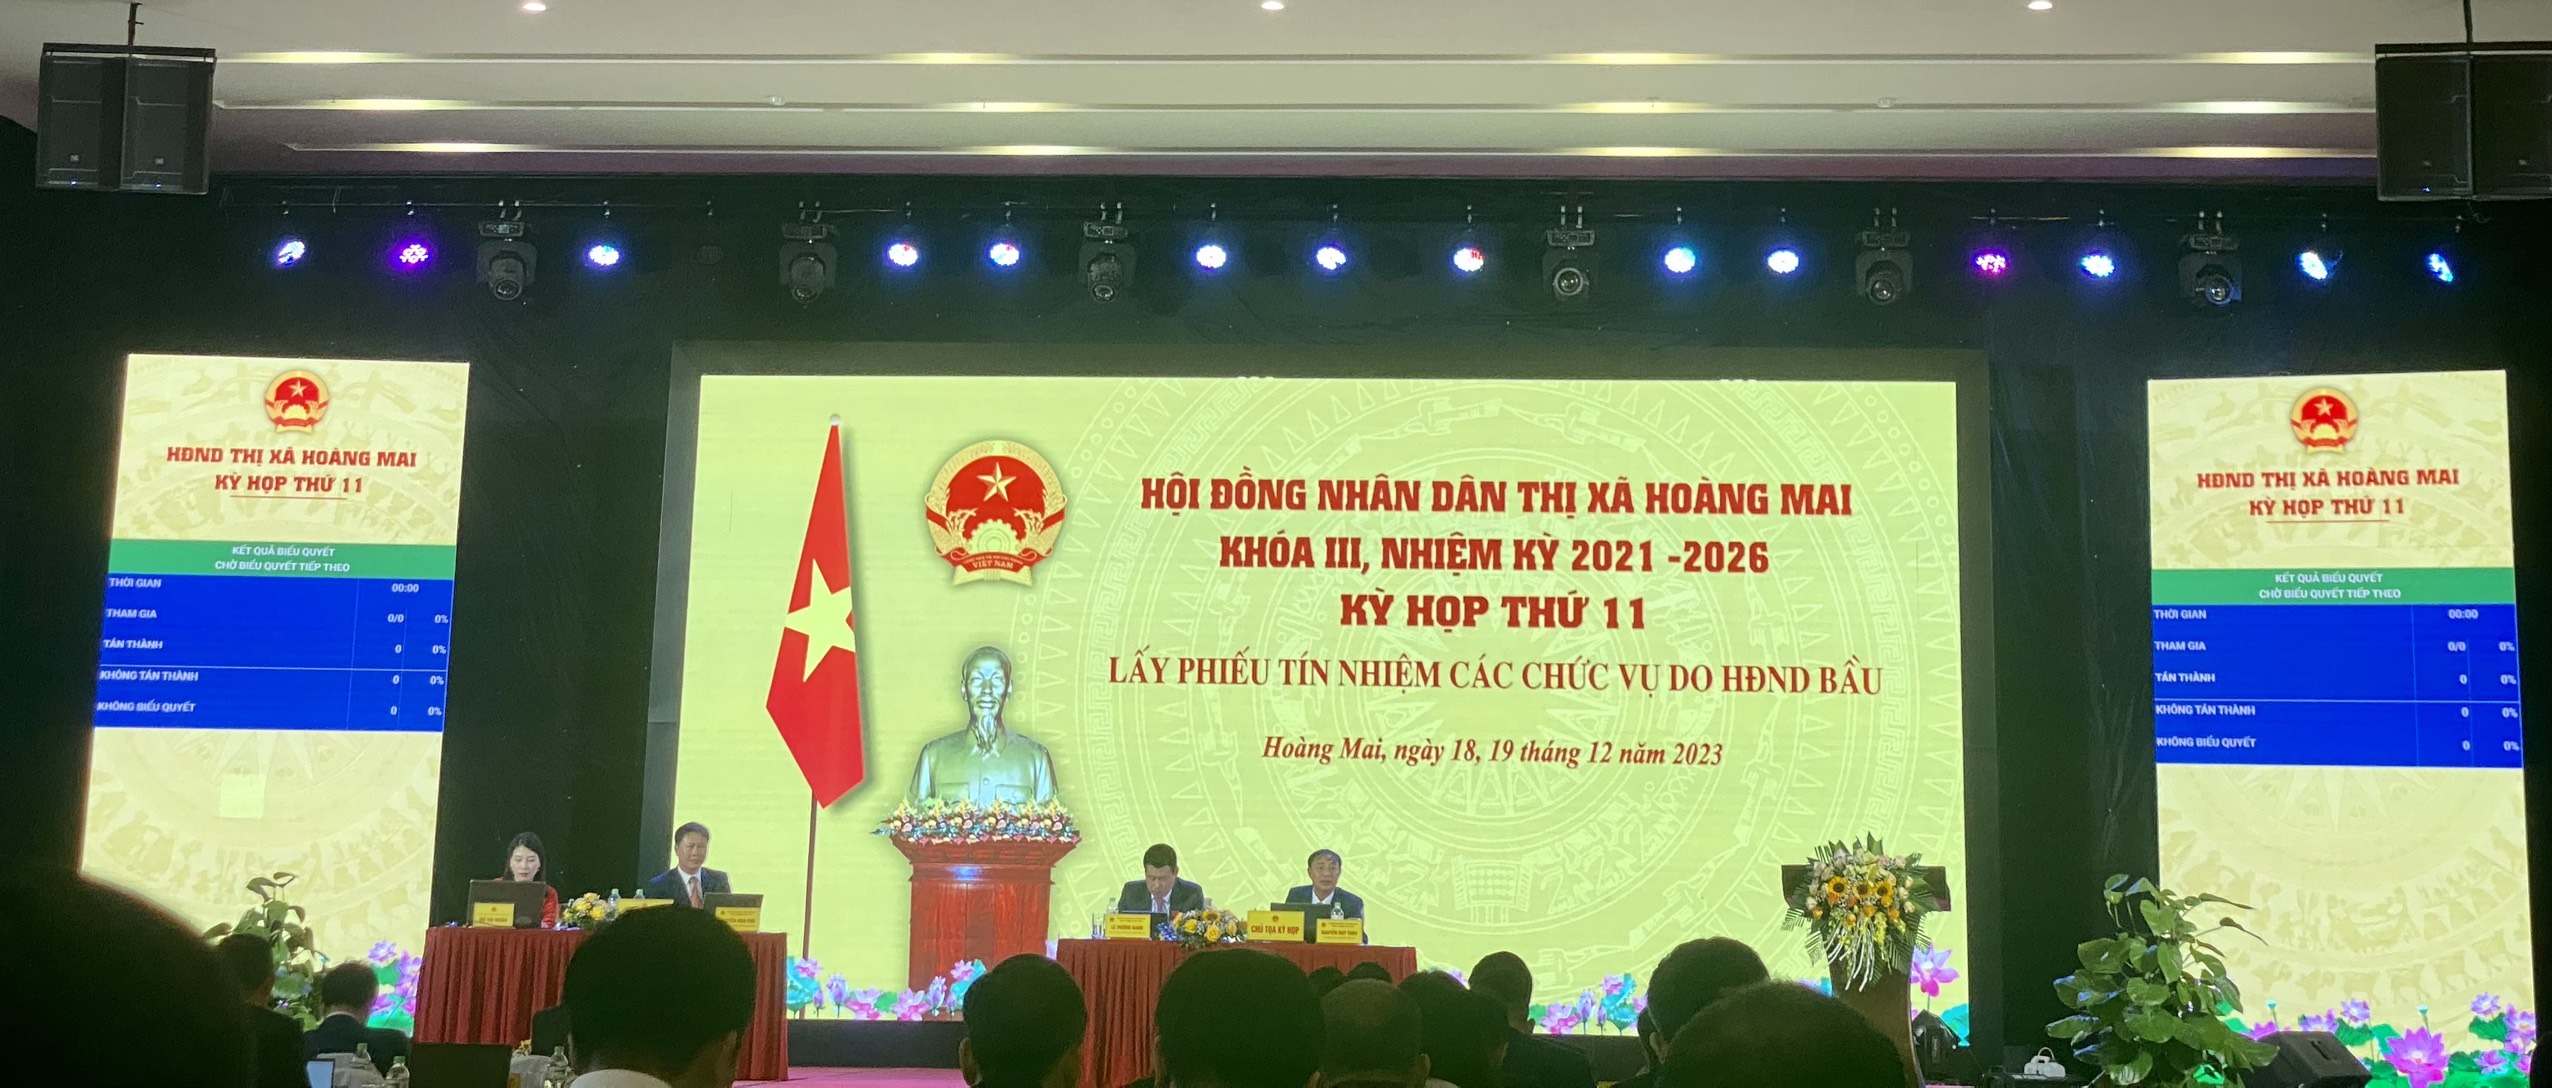 HĐND THỊ XÃ HOÀNG MAI
KỲ HỌP THỨ 11
KẾT QUẢ BIỂU QUYẾT
CHỜ BIỂU QUYẾT TIẾP THEO
THỜI GIAN 00:00
THAM GIA 0/0 0%
TÁN THÀNH 0 0%
KHÔNG TÁN THÀNH 0 0%
KHÔNG BIỂU QUYẾT 0 0%
VIỆT NAM
HỘI ĐỒNG NHÂN DÂN THỊ XÃ HOÀNG MAI
KHÓA III, NHIỆM KỲ 2021 -2026
KỲ HỌP THỨ 11
LẤY PHIẾU TÍN NHIỆM CÁC CHỨC VỤ DO HĐND BẦU
Hoàng Mai, ngày 18, 19 tháng 12 năm 2023
CHỦ TỌA KỲ HỌP
HĐND THỊ XÃ HOÀNG MAI
KỲ HỌP THỨ 11
KẾT QUẢ BIỂU QUYẾT
CHỜ BIỂU QUYẾT TIẾP THEO
THỜI GIAN 00:00
THAM GIA 0/0 0%
TÁN THÀNH 0 0%
KHÔNG TÁN THÀNH 0 0%
KHÔNG BIỂU QUYẾT 0 0%